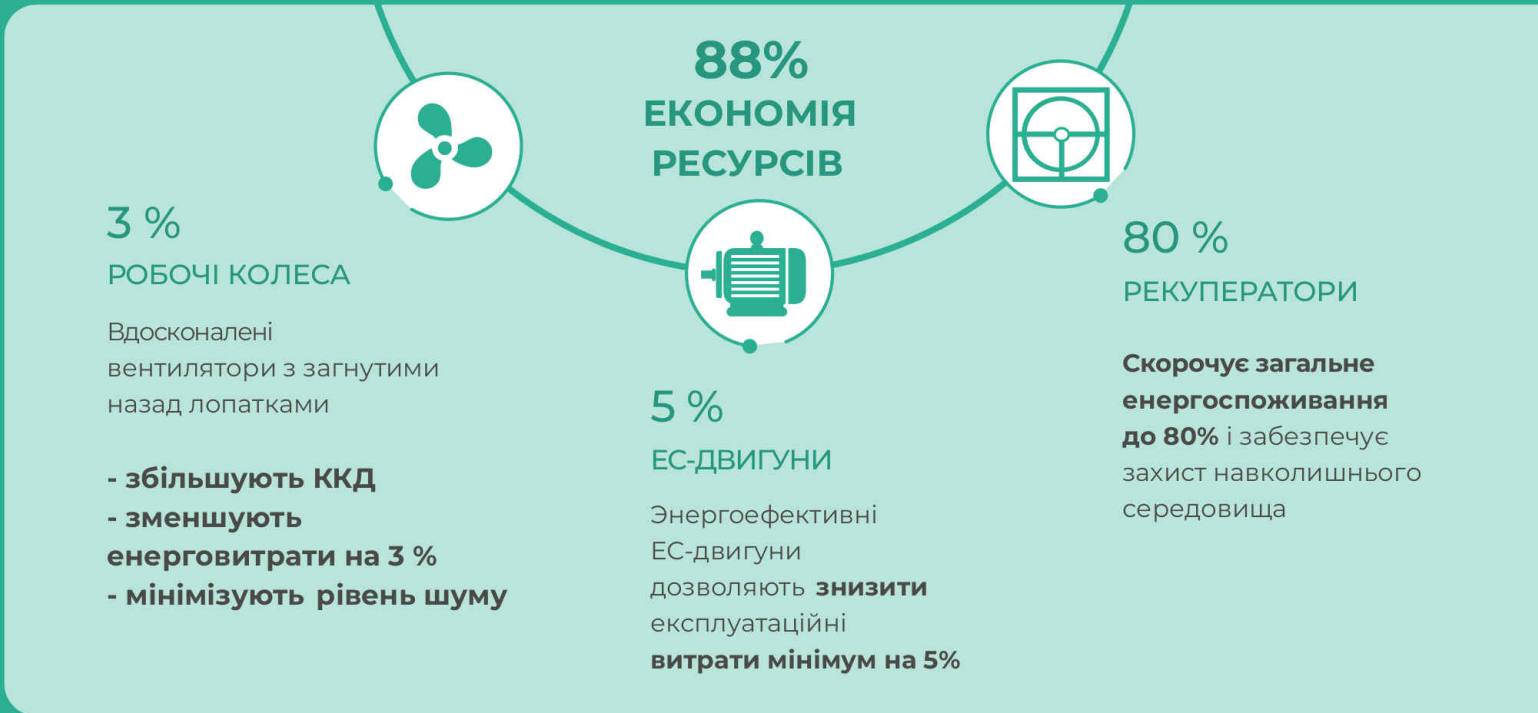 88%
ЕКОНОМІЯ
РЕСУРСІВ
3 %
РОБОЧІ КОЛЕСА
Вдосконалені
вентилятори з загнутими
назад лопатками
- збільшують ККД
- зменшують
енерговитрати на 3 %
- мінімізують рівень шуму
5 %
ЕС-ДВИГУНИ
Энергоефективні
ЕС-двигуни
дозволяють знизити
експлуатаційні
витрати мінімум на 5%
80 %
РЕКУПЕРАТОРИ
Скорочує загальне
енергоспоживання
до 80% і забезпечує
захист навколишнього
середовища